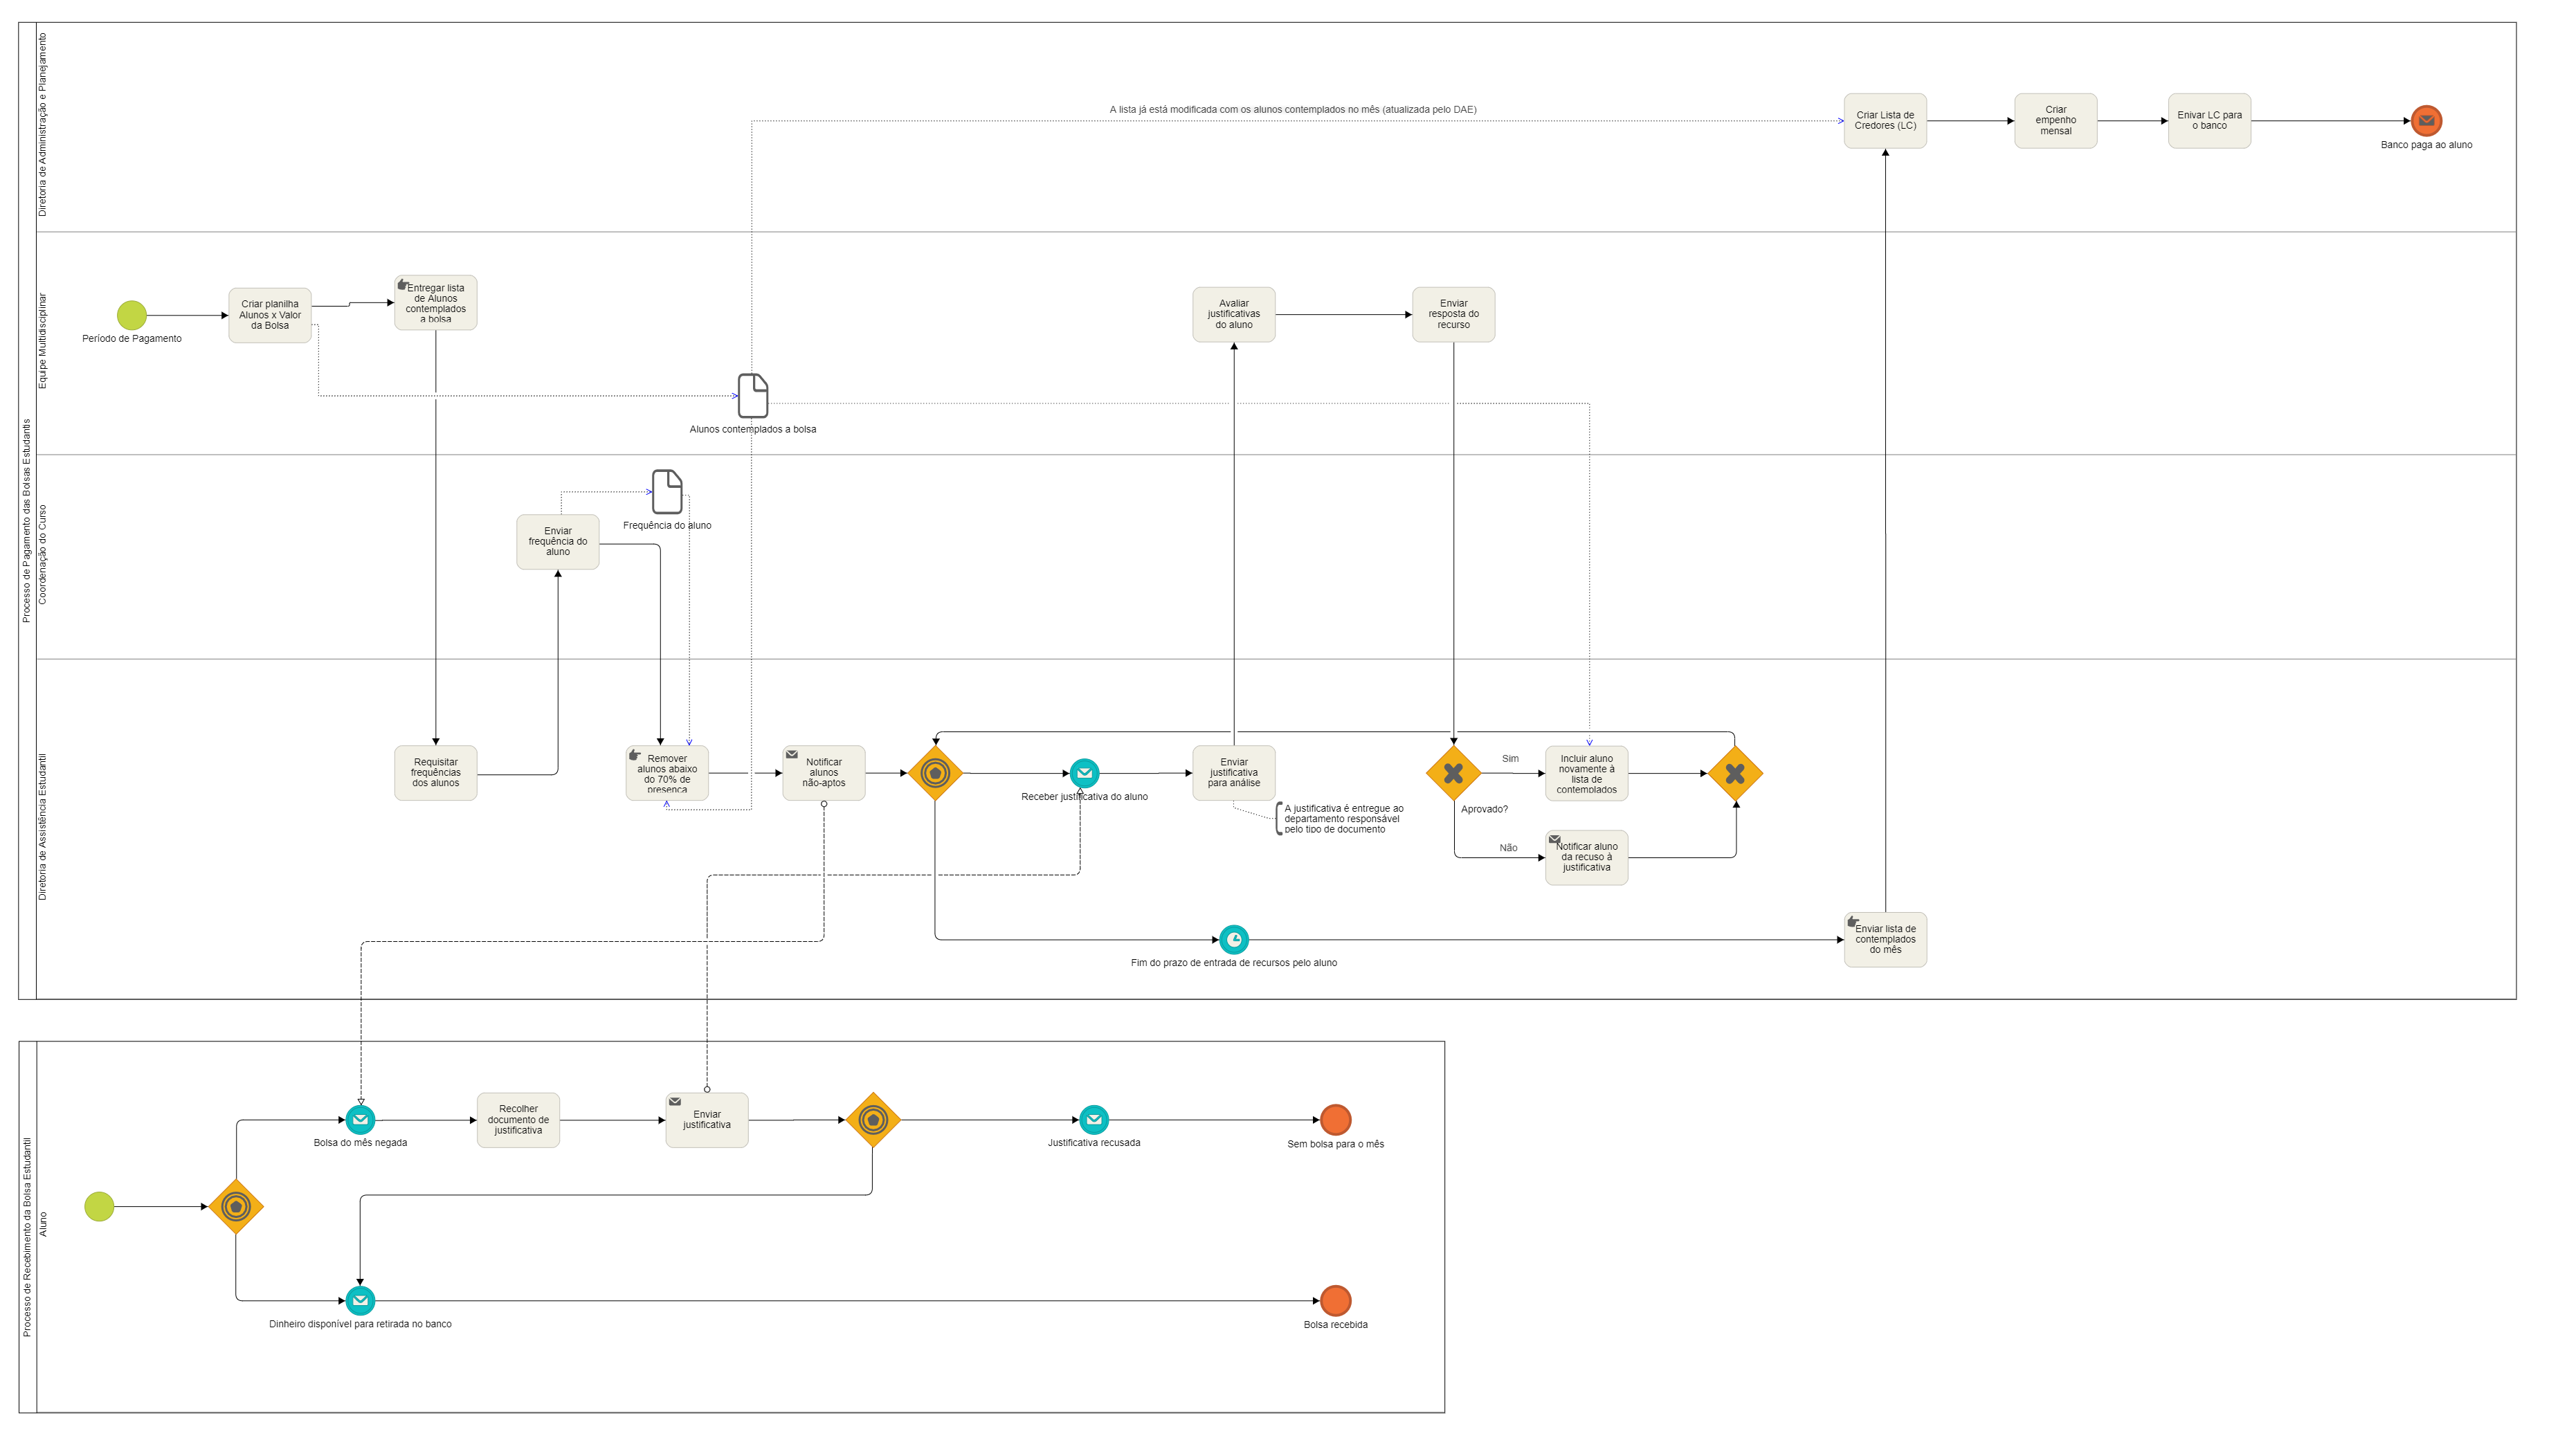 Processo de Pagamento das Bolsas Estudantis
Diretoria de Administração e Planejamento
A lista já está modificada com os alunos contemplados no mês (atualizada pelo DAE)
Criar Lista de
Credores (LC)
Criar
empenho
mensal
Enivar LC para
o banco
Banco paga ao aluno
Equipe Multidisciplinar
Período de Pagamento
Criar planilha
Alunos x Valor
da Bolsa
Entregar lista
de Alunos
contemplados
a bolsa
Alunos contemplados a bolsa
Avaliar
justificativas
do aluno
Enviar
resposta do
recurso
Coordenação do Curso
Enviar
frequência do
aluno
Frequência do aluno
Diretoria de Assistência Estudantil
Requisitar
frequências
dos alunos
Remover
alunos abaixo
do 70% de
presença
Notificar
alunos
não-aptos
Receber justificativa do aluno
Enviar
justificativa
para análise
A justificativa é entregue ao
departamento responsável
pelo tipo de documento
Aprovado?
Sim
Incluir aluno
novamente à
lista de
contemplados
Não
Notificar aluno
da recuso à
justificativa
Fim do prazo de entrada de recursos pelo aluno
Enviar lista de
contemplados
do mês
Processo de Recebimento da Bolsa Estudantil
Aluno
Bolsa do mês negada
Recolher
documento de
justificativa
Enviar
justificativa
Justificativa recusada
Sem bolsa para o mês
Dinheiro disponível para retirada no banco
Bolsa recebida